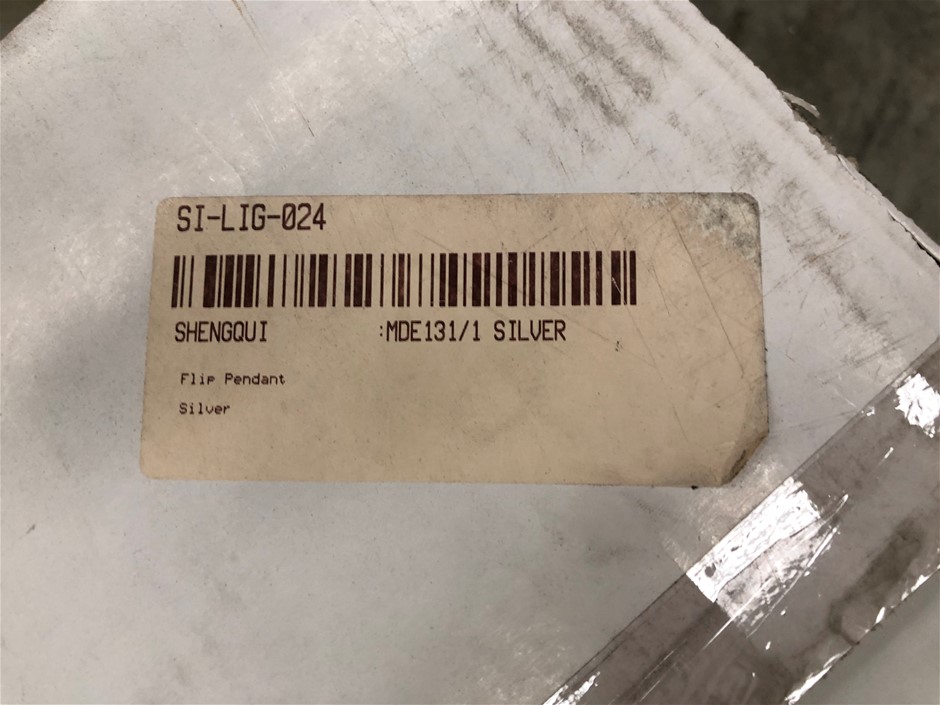 SI-LIG-024
SHENGQUI :MDE131/1 SILVER
Flip Pendant
Silver